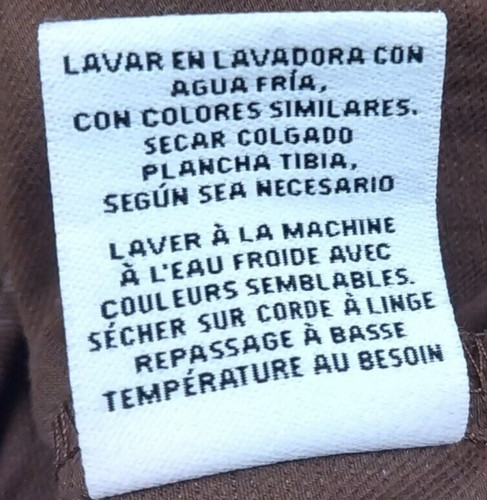 LAVAR EN LAVADORA CON
AGUA FRÍA,
CON COLORES SIMILARES.
SECAR COLGADO
PLANCHA TIBIA,
SEGÚN SEA NECESARIO
LAVER À LA MACHINE
À L'EAU FROIDE AVEC
COULEURS SEMBLABLES.
SÉCHER SUR CORDE À LINGE
REPASSAGE À BASSE
TEMPÉRATURE AU BESOIN